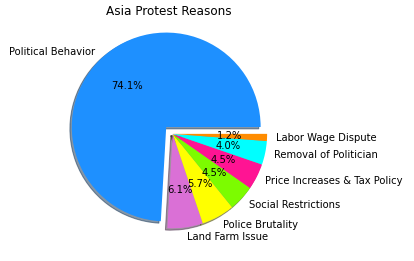 Asia Protest Reasons
Political Behavior
74.1%
1.2%
Labor Wage Dispute
4.0%
Removal of Politician
4.5%
Price Increases & Tax Policy
4.5%
Social Restrictions
5.7%
Police Brutality
6.1%
Land Farm Issue